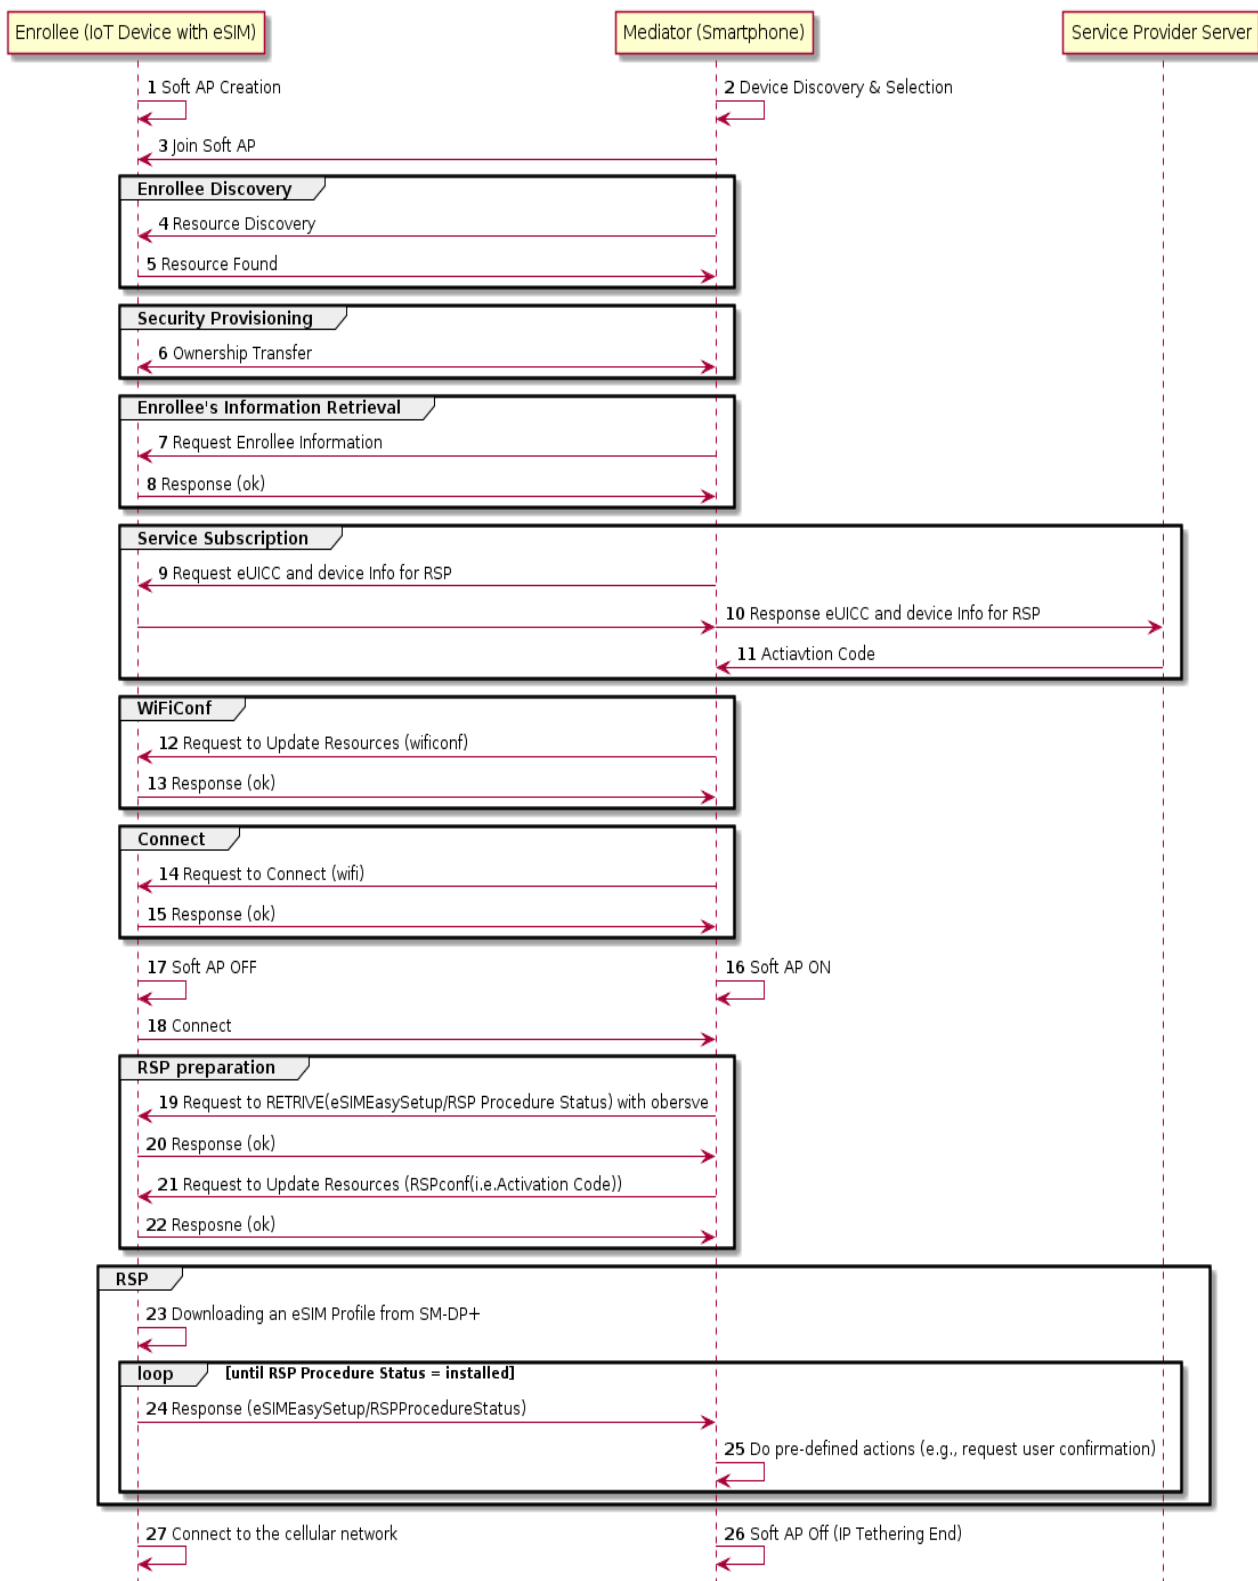 Enrollee (IoT Device with eSIM)
Mediator (Smartphone)
Service Provider Server
1 Soft AP Creation
2 Device Discovery & Selection
3 Join Soft AP
Enrollee Discovery
4 Resource Discovery
5 Resource Found
Security Provisioning
6 Ownership Transfer
Enrollee's Information Retrieval
7 Request Enrollee Information
8 Response (ok)
Service Subscription
9 Request eUICC and device Info for RSP
10 Response eUICC and device Info for RSP
11 Actiavtion Code
WiFiConf
12 Request to Update Resources (wificonf)
13 Response (ok)
Connect
14 Request to Connect (wifi)
15 Response (ok)
17 Soft AP OFF
16 Soft AP ON
18 Connect
RSP preparation
19 Request to RETRIVE(eSIMEasySetup/RSP Procedure Status) with obersve
20 Response (ok)
21 Request to Update Resources (RSPconf(i.e.Activation Code))
22 Resposne (ok)
RSP
23 Downloading an eSIM Profile from SM-DP+
loop [until RSP Procedure Status = installed]
24 Response (eSIMEasySetup/RSPProcedureStatus)
25 Do pre-defined actions (e.g., request user confirmation)
27 Connect to the cellular network
26 Soft AP Off (IP Tethering End)